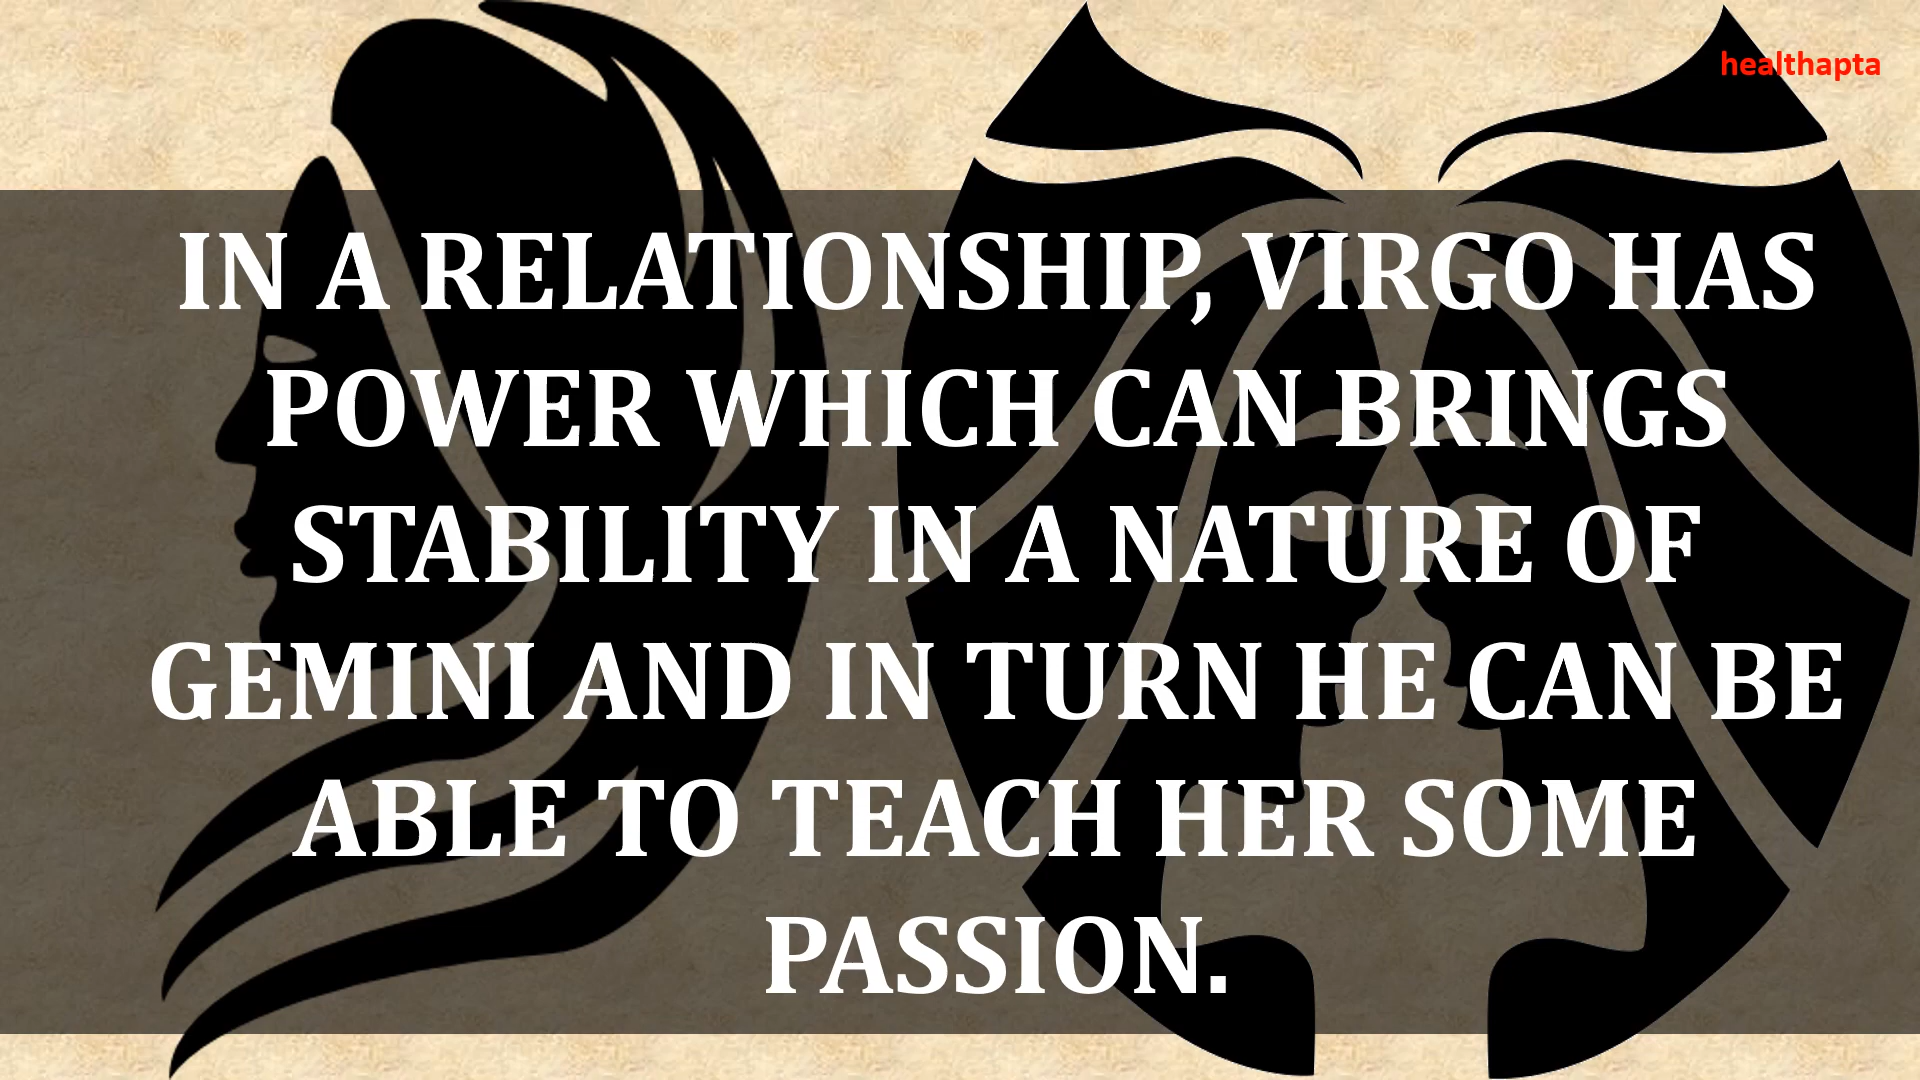 healthapta
IN A RELATIONSHIP, VIRGO HAS
POWER WHICH CAN BRINGS
STABILITY IN A NATURE OF
GEMINI AND IN TURN HE CAN BE
ABLE TO TEACH HER SOME
PASSION.